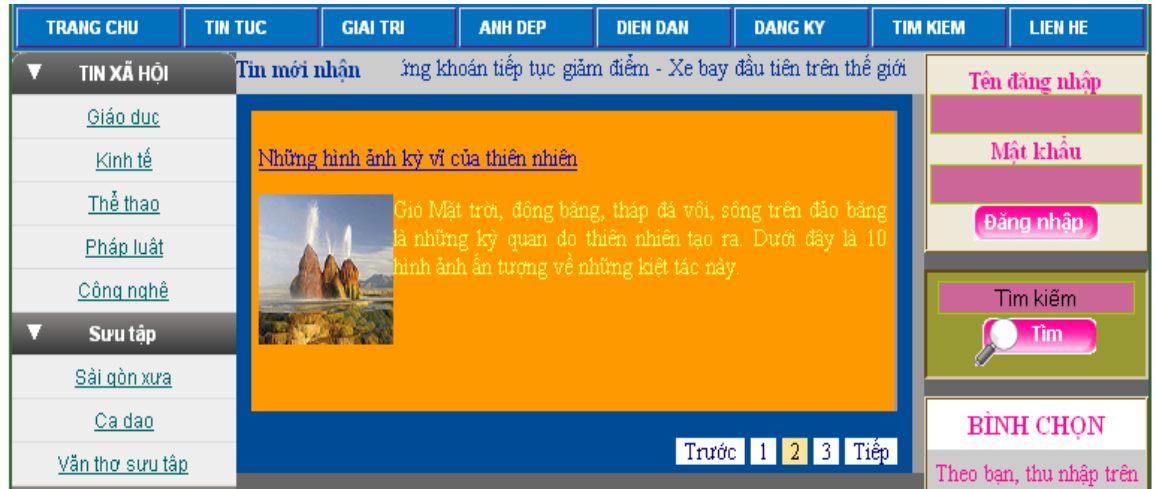 TRANG CHU TIN TUC GIAI TRI ANH DEP DIEN DAN DANG KY TIM KIEM LIEN HE
TIN XÃ HỘI
Giáo dục
Kinh tế
Thể thao
Pháp luật
Công nghê
Sưu tập
Sài gòn xưa
Ca dao
Văn thơ sưu tâp
Tin mới nhận ứng khoán tiếp tục giảm điểm - Xe bay đầu tiên trên thế giới
Những hình ảnh kỳ vĩ của thiên nhiên
Gió Mặt trời, động băng, tháp đá vôi, sông trên đảo băng
là những kỳ quan do thiên nhiên tạo ra. Dưới đây là 10
hình ảnh ấn tượng về những kiệt tác này.
Trước 1 2 3 Tiếp
Tên đăng nhập
Mật khẩu
Đăng nhập
Tìm kiếm
Tìm
BÌNH CHỌN
Theo bạn, thu nhập trên